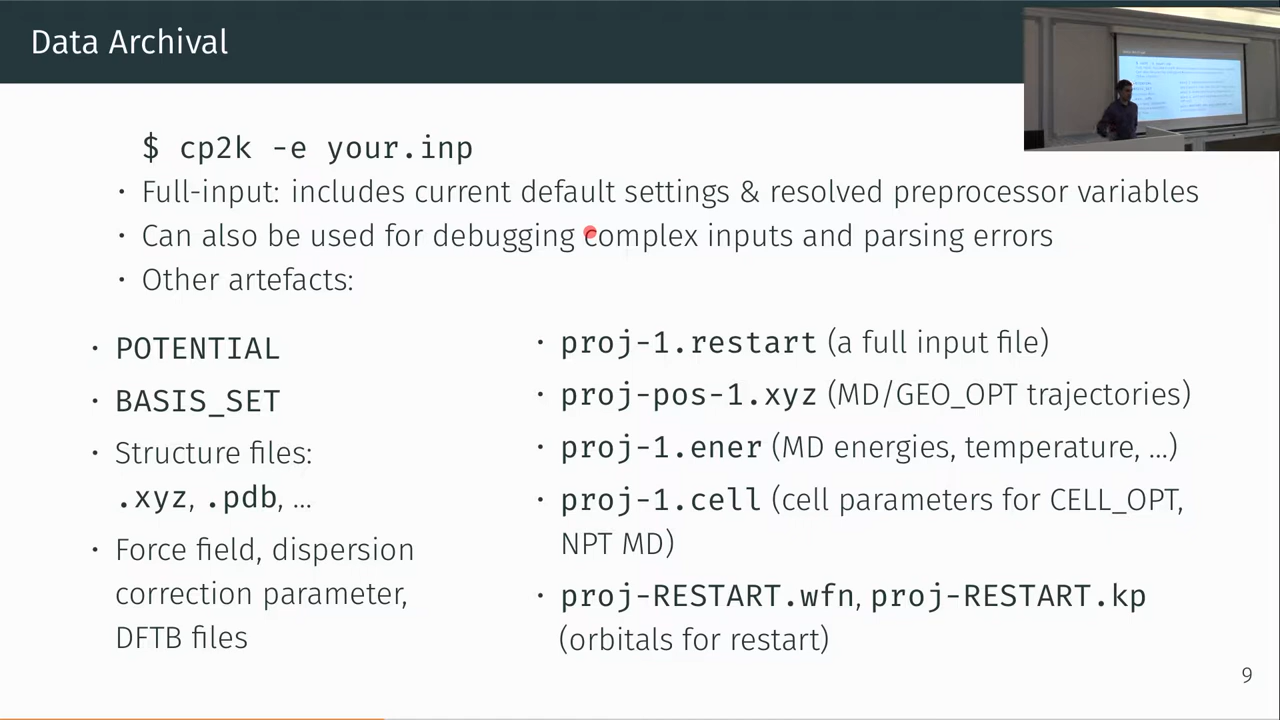 Data Archival
$ cp2k -e your.inp
· Full-input: includes current default settings & resolved preprocessor variables
· Can also be used for debugging complex inputs and parsing errors
· Other artefacts:
· POTENTIAL
· BASIS_SET
· Structure files:
.xyz, .pdb, ...
· Force field, dispersion
correction parameter,
DFTB files
· proj-1.restart (a full input file)
· proj-pos-1.xyz (MD/GEO_OPT trajectories)
· proj-1.ener (MD energies, temperature, ...)
· proj-1.cell (cell parameters for CELL_OPT,
NPT MD)
· proj-RESTART.wfn, proj-RESTART.kp
(orbitals for restart)
9